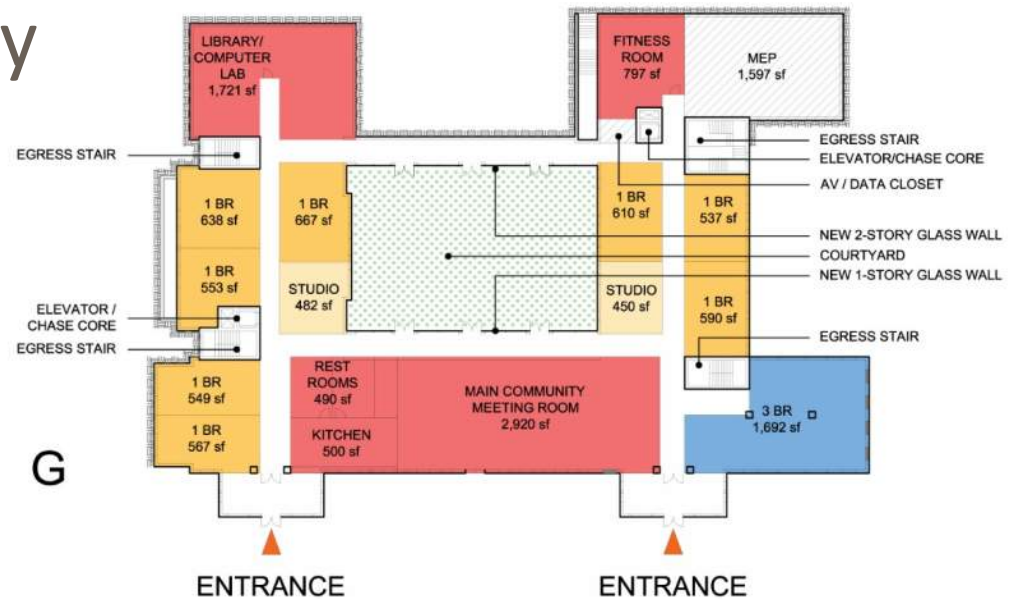 y
LIBRARY/
COMPUTER
LAB
1,721 sf
FITNESS
ROOM
797 sf
MEP
1,597 sf
EGRESS STAIR
EGRESS STAIR
ELEVATOR/CHASE CORE
AV / DATA CLOSET
1 BR
638 sf
1 BR
667 sf
1 BR
610 sf
1 BR
537 sf
NEW 2-STORY GLASS WALL
COURTYARD
NEW 1-STORY GLASS WALL
1 BR
553 sf
STUDIO
482 sf
STUDIO
450 sf
1 BR
590 sf
ELEVATOR /
CHASE CORE
EGRESS STAIR
EGRESS STAIR
1 BR
549 sf
REST
ROOMS
490 sf
MAIN COMMUNITY
MEETING ROOM
2,920 sf
3 BR
1,692 sf
1 BR
567 sf
KITCHEN
500 sf
G
ENTRANCE
ENTRANCE